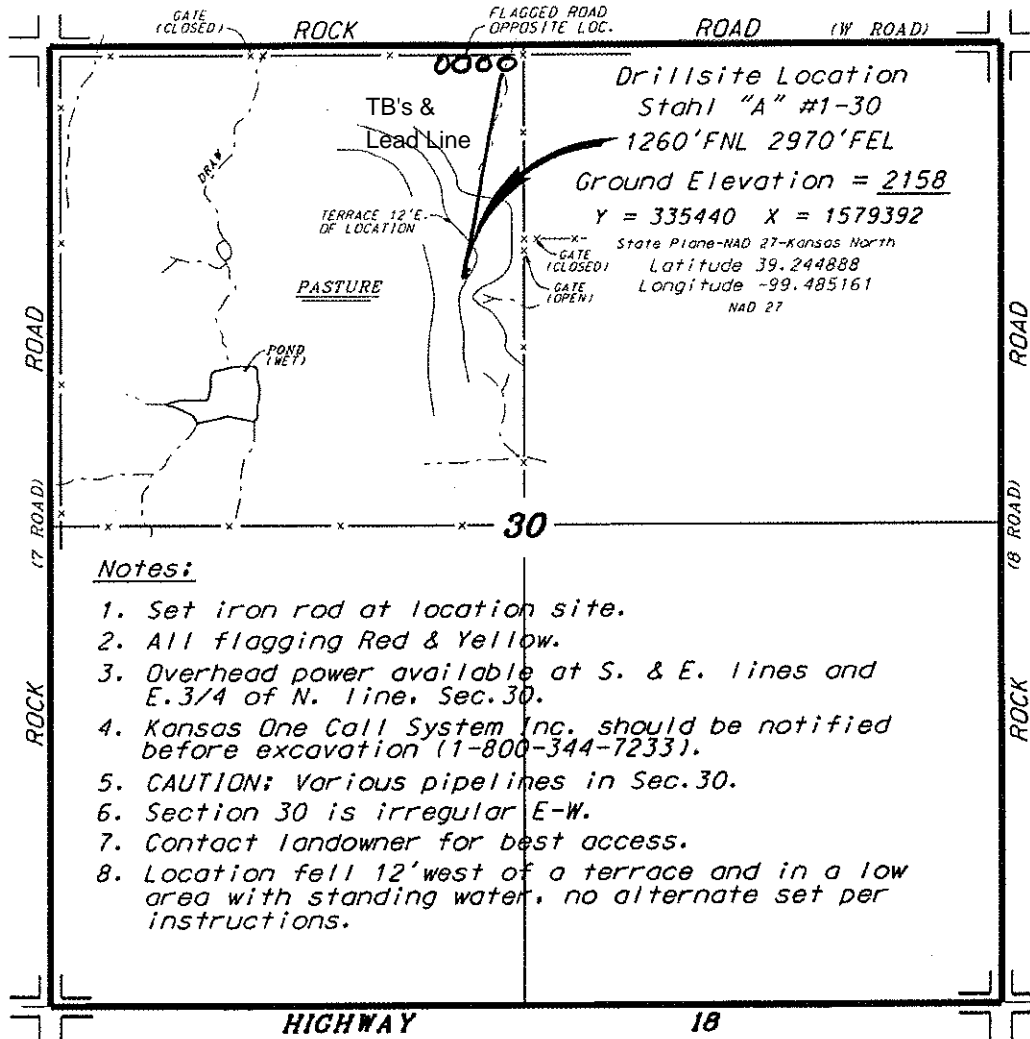 GATE
(CLOSED)
ROCK
FLAGGED ROAD
OPPOSITE LOC.
ROAD
(W ROAD)
TB's &
Lead Line
Drillsite Location
Stahl "A" #1-30
1260'FNL 2970'FEL
Ground Elevation = 2158
Y = 335440 X = 1579392
State Plane-NAD 27-Kansas North
Latitude 39.244888
Longitude -99.485161
NAD 27
DRAW
TERRACE 12'E.
OF LOCATION
GATE
(CLOSED)
GATE
(OPEN)
PASTURE
POND
(WET)
ROAD
(7 ROAD)
ROCK
ROAD
(8 ROAD)
ROCK
30
Notes:
1. Set iron rod at location site.
2. All flagging Red & Yellow.
3. Overhead power available at S. & E. lines and
E.3/4 of N. line, Sec.30.
4. Kansas One Call System Inc. should be notified
before excavation (1-800-344-7233).
5. CAUTION: Various pipelines in Sec.30.
6. Section 30 is irregular E-W.
7. Contact landowner for best access.
8. Location fell 12'west of a terrace and in a low
area with standing water, no alternate set per
instructions.
HIGHWAY 18